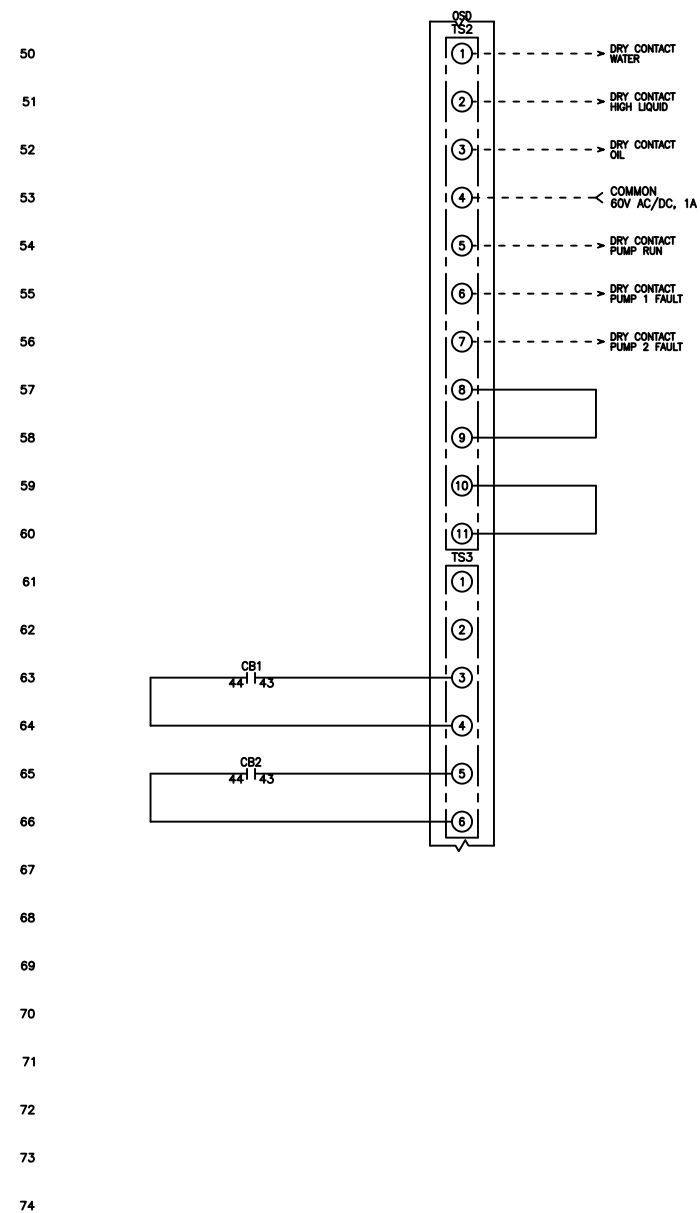 OSD
TS2
50 1 DRY CONTACT
WATER
51 2 DRY CONTACT
HIGH LIQUID
52 3 DRY CONTACT
OIL
53 4 COMMON
60V AC/DC, 1A
54 5 DRY CONTACT
PUMP RUN
55 6 DRY CONTACT
PUMP 1 FAULT
56 7 DRY CONTACT
PUMP 2 FAULT
57 8
58 9
59 10
60 11
TS3
61 1
62 2
CB1
63 44 43 3
64 4
CB2
65 44 43 5
66 6
67
68
69
70
71
72
73
74